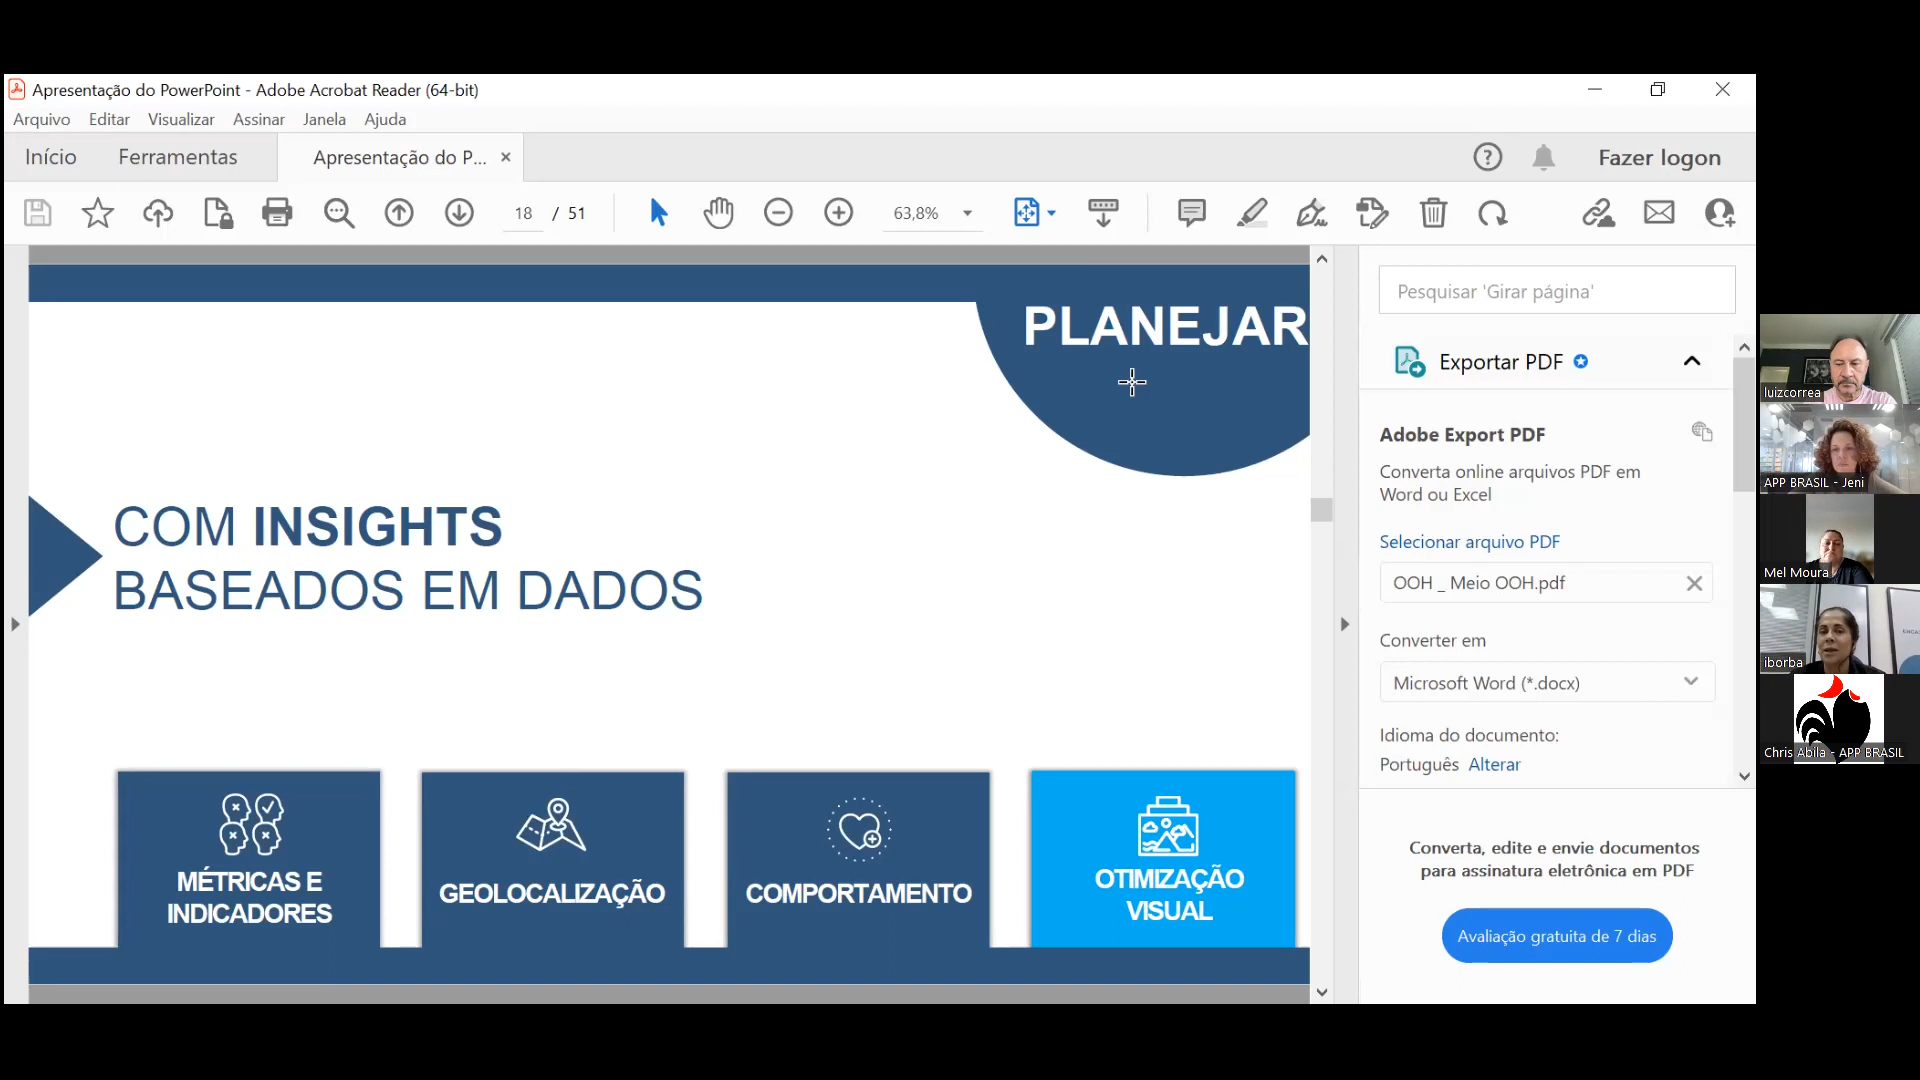 Apresentação do PowerPoint - Adobe Acrobat Reader (64-bit)
Arquivo Editar Visualizar Assinar Janela Ajuda
Início Ferramentas Apresentação do P... × Fazer logon
18 / 51 63,8%
PLANEJAR
COM INSIGHTS
BASEADOS EM DADOS
MÉTRICAS E
INDICADORES
GEOLOCALIZAÇÃO
COMPORTAMENTO
OTIMIZAÇÃO
VISUAL
Pesquisar 'Girar página'
Exportar PDF
Adobe Export PDF
Converta online arquivos PDF em
Word ou Excel
Selecionar arquivo PDF
OOH _ Meio OOH.pdf
Converter em
Microsoft Word (*.docx)
Idioma do documento:
Português Alterar
Converta, edite e envie documentos
para assinatura eletrônica em PDF
Avaliação gratuita de 7 dias
luizcorrea
APP BRASIL - Jeni
Mel Moura
iborba
Chris Abila - APP BRASIL